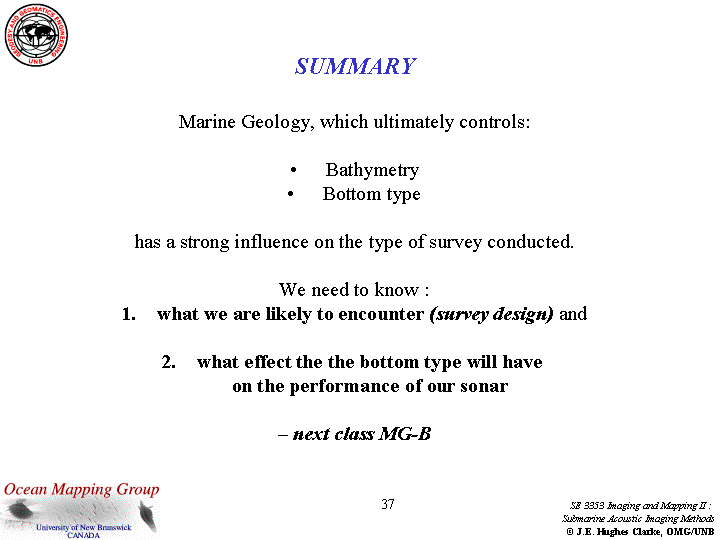 GEODESY AND GEOMATICS ENGINEERING
UNB
SUMMARY
Marine Geology, which ultimately controls:
• Bathymetry
• Bottom type
has a strong influence on the type of survey conducted.
We need to know :
1. what we are likely to encounter (survey design) and
2. what effect the the bottom type will have
on the performance of our sonar
– next class MG-B
Ocean Mapping Group
University of New Brunswick
CANADA
37
SE 3353 Imaging and Mapping II :
Submarine Acoustic Imaging Methods
© J.E. Hughes Clarke, OMG/UNB